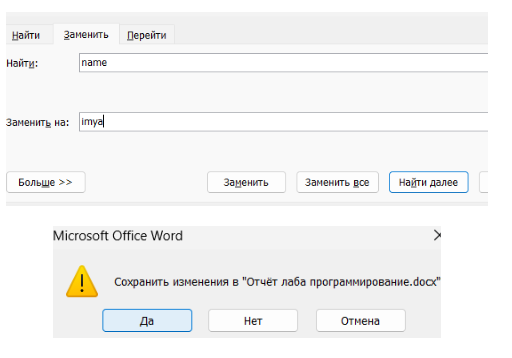 Найти Заменить Перейти
Найти: name
Заменить на: imya
Больше >> Заменить Заменить все Найти далее
Microsoft Office Word
Сохранить изменения в "Отчёт лаба программирование.docx"
Да Нет Отмена